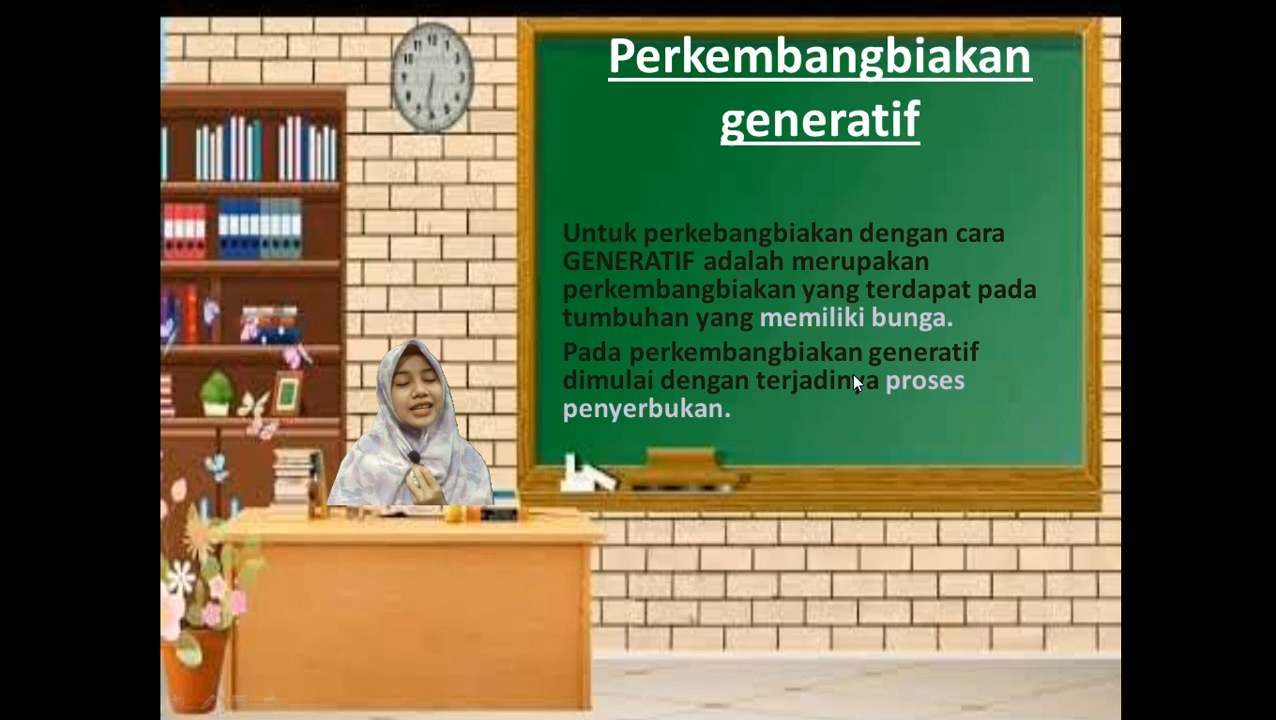 Perkembangbiakan
generatif
Untuk perkebangbiakan dengan cara
GENERATIF adalah merupakan
perkembangbiakan yang terdapat pada
tumbuhan yang memiliki bunga.
Pada perkembangbiakan generatif
dimulai dengan terjadinya proses
penyerbukan.